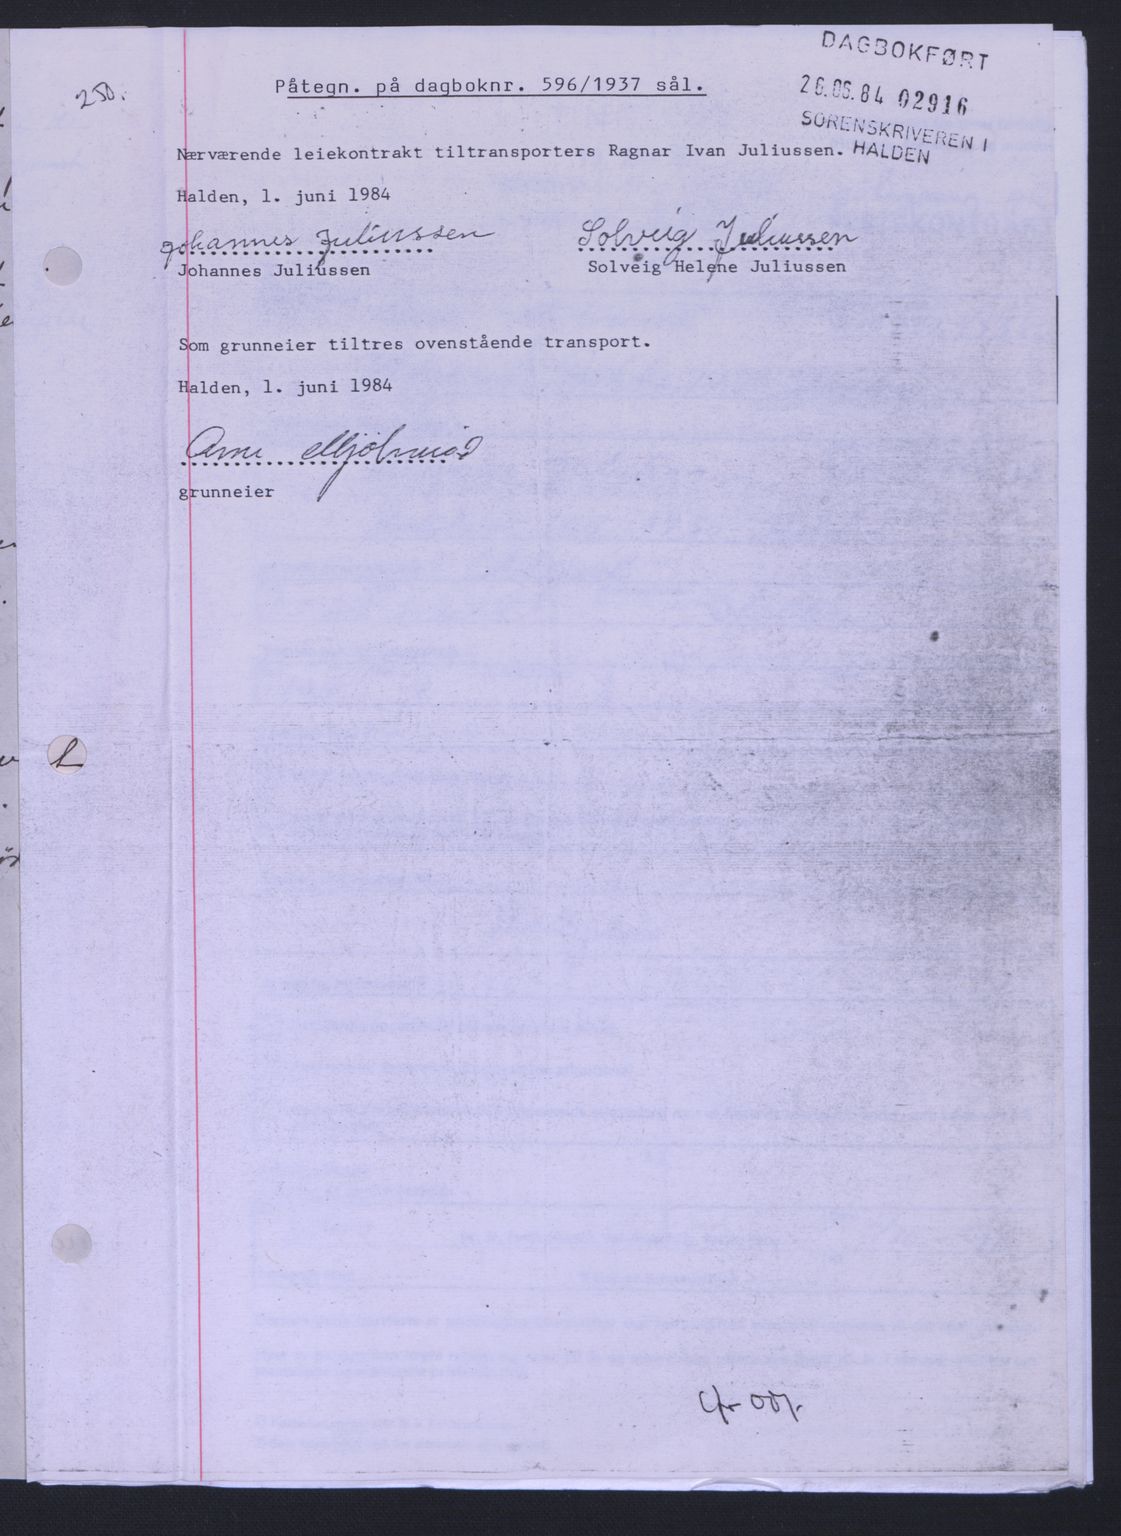 250.
DAGBOKFØRT
26.06.84 02916
SORENSKRIVEREN I
HALDEN
Påtegn. på dagboknr. 596/1937 sål.
Nærværende leiekontrakt tiltransporters Ragnar Ivan Juliussen.
Halden, 1. juni 1984
Johannes Juliussen Solveig Juliussen
Johannes Juliussen Solveig Helene Juliussen
Som grunneier tiltres ovenstående transport.
Halden, 1. juni 1984
Arne
grunneier